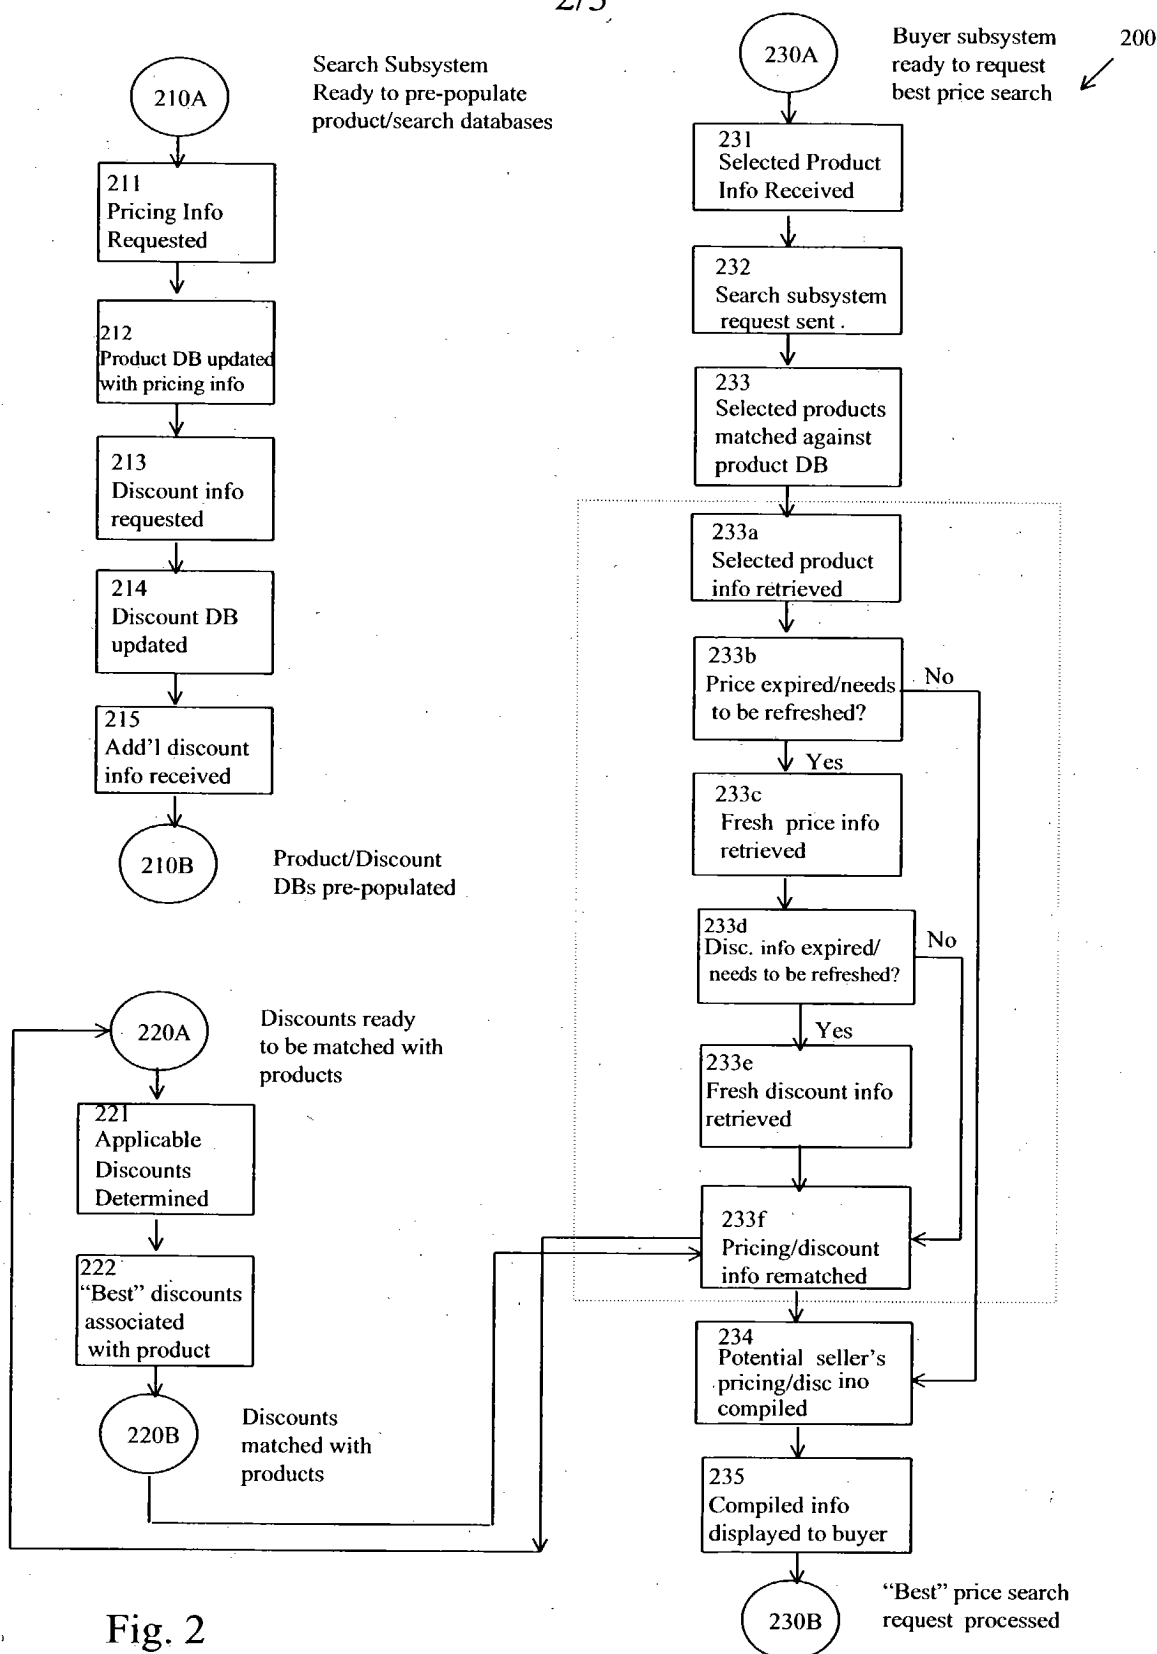 2/3
210A
Search Subsystem
Ready to pre-populate
product/search databases
211
Pricing Info
Requested
212
Product DB updated
with pricing info
213
Discount info
requested
214
Discount DB
updated
215
Add'l discount
info received
210B
Product/Discount
DBs pre-populated
220A
Discounts ready
to be matched with
products
221
Applicable
Discounts
Determined
222
“Best” discounts
associated
with product
220B
Discounts
matched with
products
Fig. 2
230A
Buyer subsystem
ready to request
best price search
200
231
Selected Product
Info Received
232
Search subsystem
request sent .
233
Selected products
matched against
product DB
233a
Selected product
info retrieved
233b
Price expired/needs
to be refreshed?
No
Yes
233c
Fresh price info
retrieved
233d
Disc. info expired/
needs to be refreshed?
No
Yes
233e
Fresh discount info
retrieved
233f
Pricing/discount
info rematched
234
Potential seller's
pricing/disc ino
compiled
235
Compiled info
displayed to buyer
230B
“Best” price search
request processed